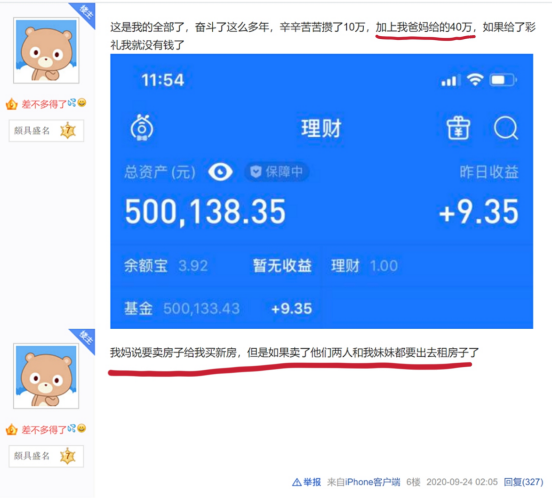 楼主
这是我的全部了，奋斗了这么多年，辛辛苦苦攒了10万，加上我爸妈给的40万，如果给了彩
礼我就没有钱了
差不多得了
颇具盛名 7
11:54
理财
总资产(元) 保障中 昨日收益
500,138.35 +9.35
余额宝 3.92 暂无收益 理财 1.00
基金 500,133.43 +9.35
楼主
我妈说要卖房子给我买新房，但是如果卖了他们两人和我妹妹都要出去租房子了
差不多得了
颇具盛名 7
举报 来自iPhone客户端 6楼 2020-09-24 02:05 回复(327)